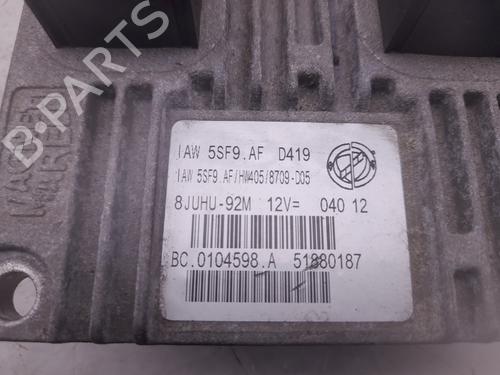 B-PARTS
IAW 5SF9.AF D419
IAW 5SF9.AF/HW405/8709-D05
8JUHU-92M 12V= 040 12
BC.0104598.A 51880187